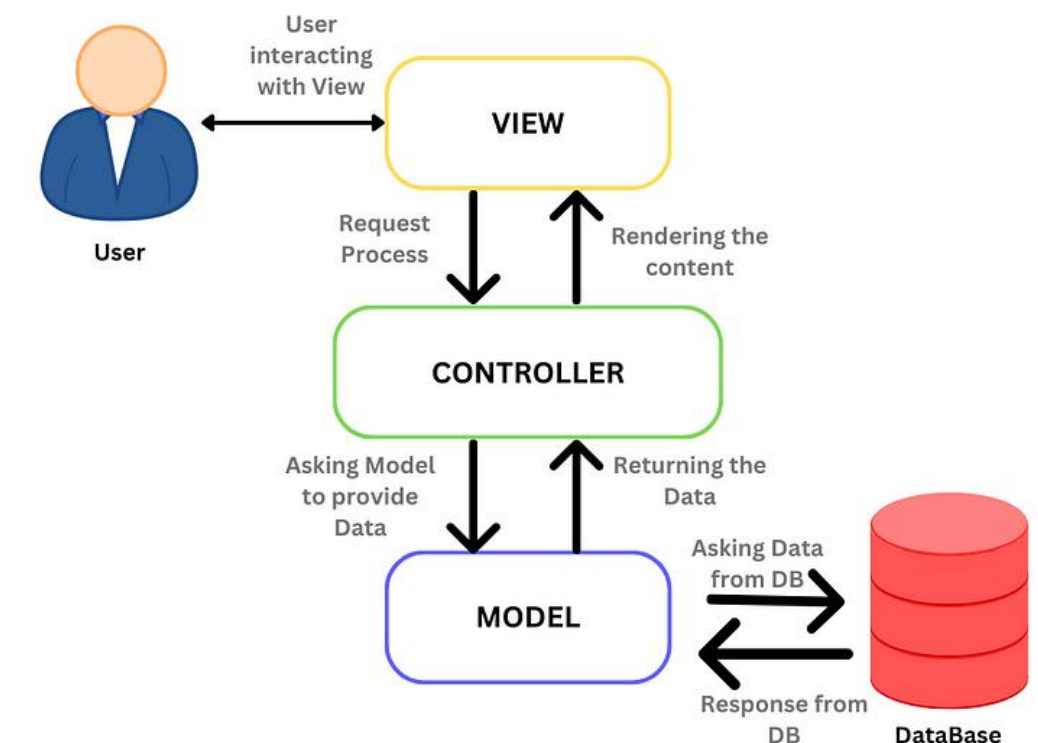 User
interacting
with View
VIEW
User
Request
Process
Rendering the
content
CONTROLLER
Asking Model
to provide
Data
Returning the
Data
Asking Data
from DB
MODEL
Response from
DB
DataBase